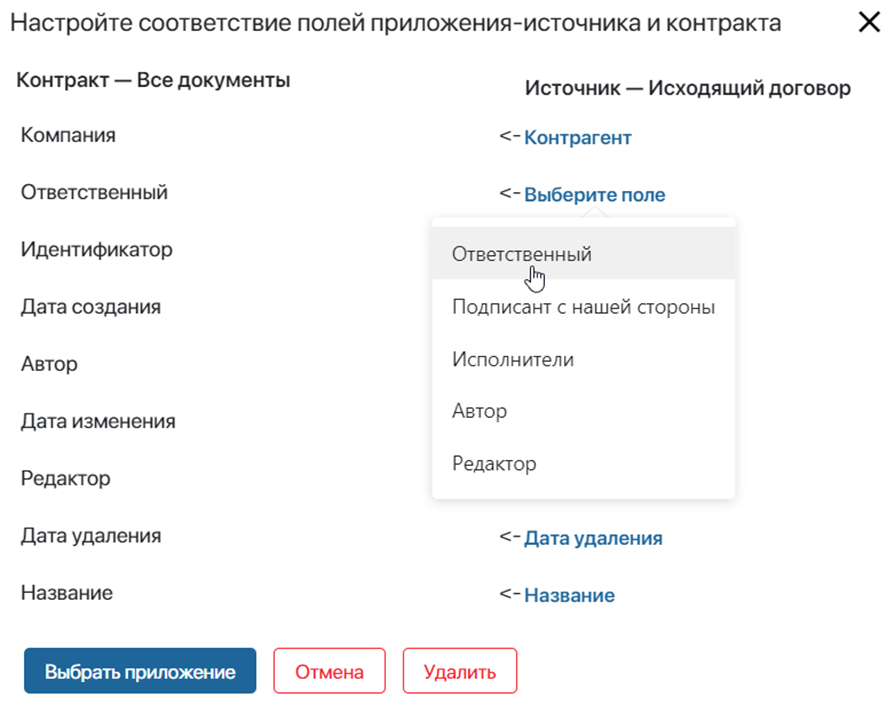 Настройте соответствие полей приложения-источника и контракта
Контракт — Все документы
Источник — Исходящий договор
Компания <- Контрагент
Ответственный <- Выберите поле
Идентификатор
Ответственный
Дата создания
Подписант с нашей стороны
Автор
Исполнители
Дата изменения
Автор
Редактор
Редактор
Дата удаления <- Дата удаления
Название <- Название
Выбрать приложение Отмена Удалить